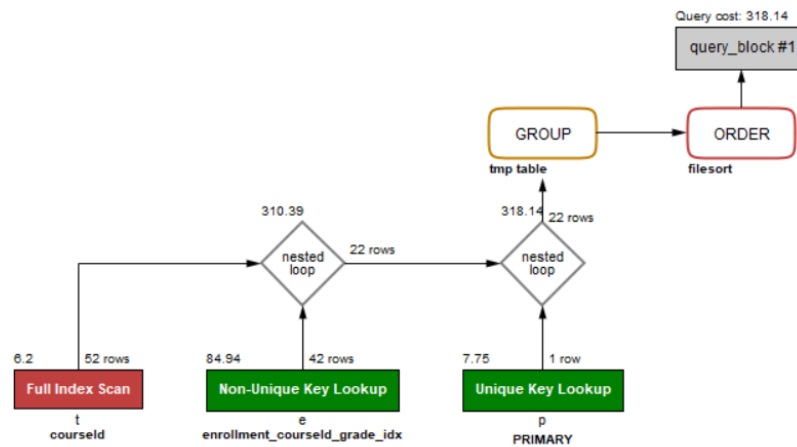 Query cost: 318.14
query_block #1
GROUP
ORDER
tmp table
filesort
310.39
318.14
22 rows
nested
loop
22 rows
nested
loop
6.2
52 rows
84.94
42 rows
7.75
1 row
Full Index Scan
Non-Unique Key Lookup
Unique Key Lookup
t
e
p
courseId
enrollment_courseId_grade_idx
PRIMARY